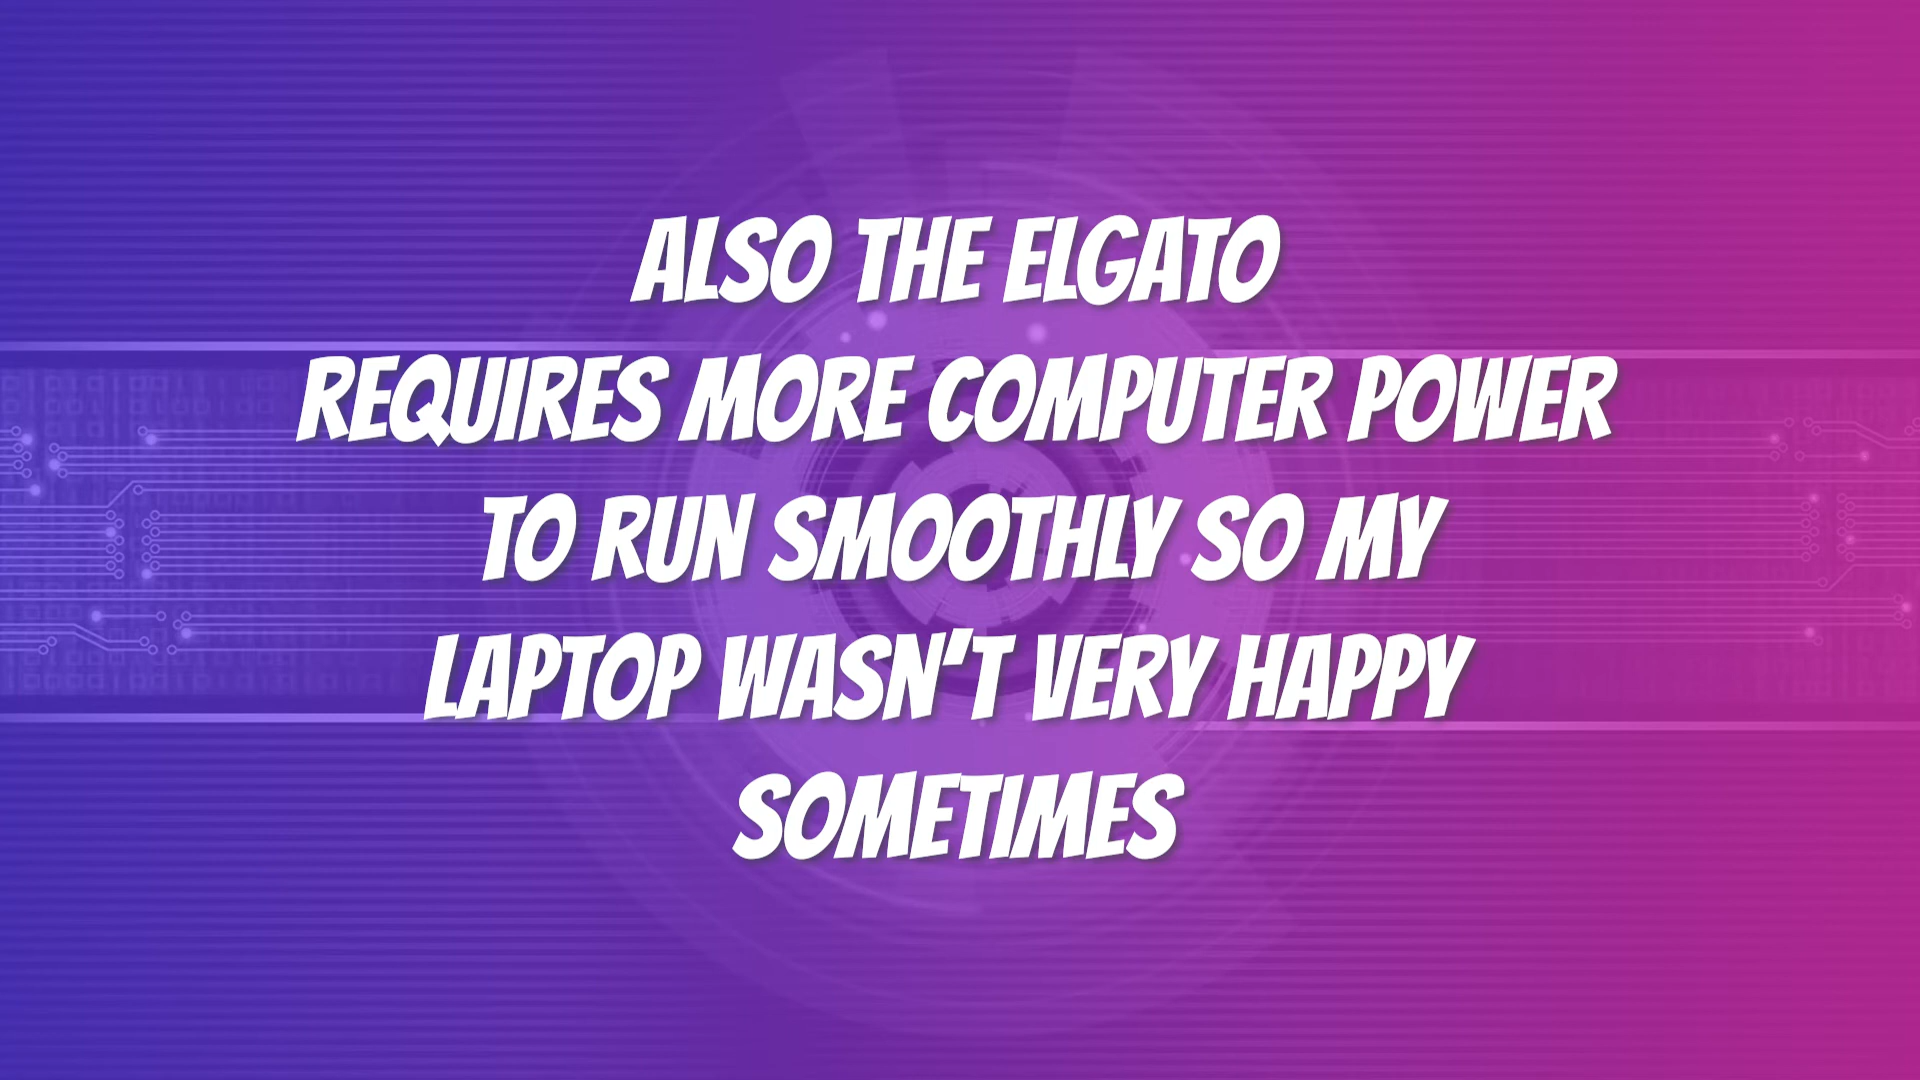 ALSO THE ELGATO
REQUIRES MORE COMPUTER POWER
TO RUN SMOOTHLY SO MY
LAPTOP WASN'T VERY HAPPY
SOMETIMES